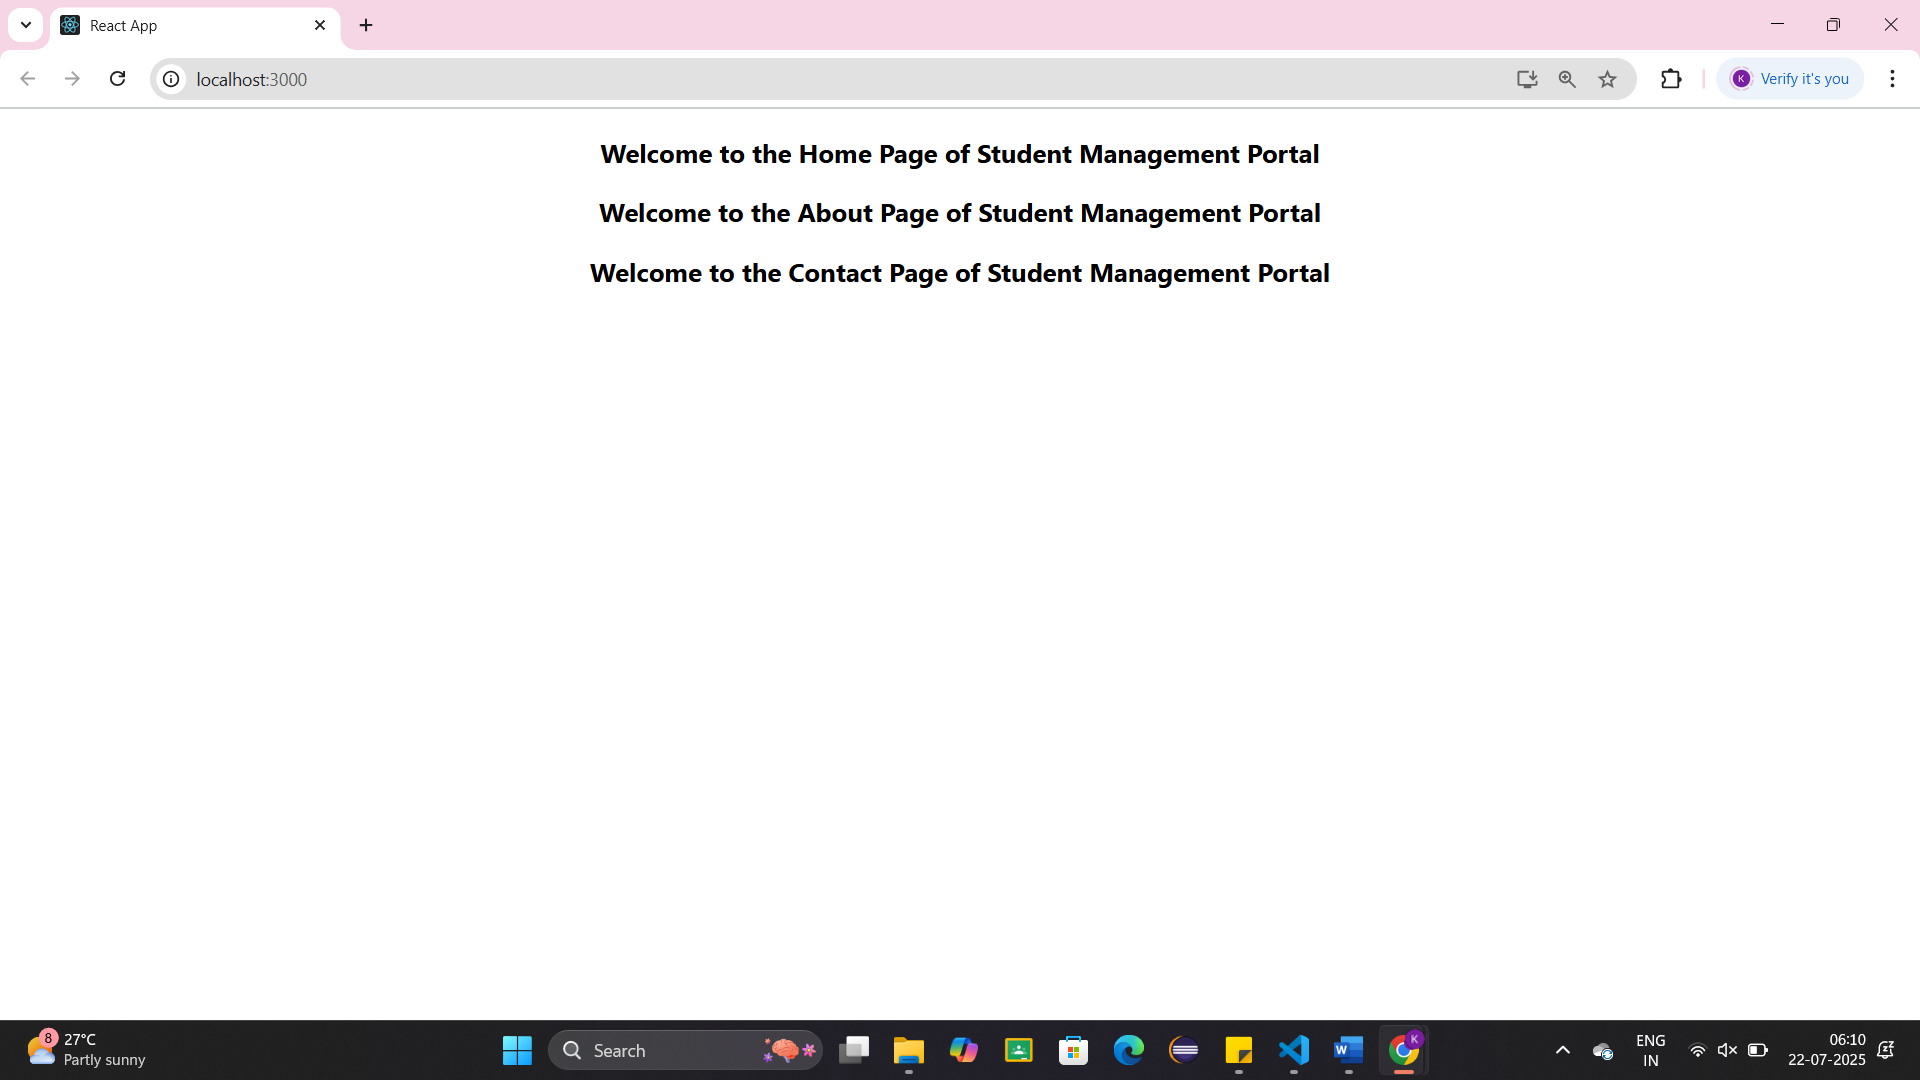 React App
localhost:3000
K
Verify it's you
Welcome to the Home Page of Student Management Portal
Welcome to the About Page of Student Management Portal
Welcome to the Contact Page of Student Management Portal
8
27°C
Partly sunny
Search
W
K
ENG
IN
06:10
22-07-2025